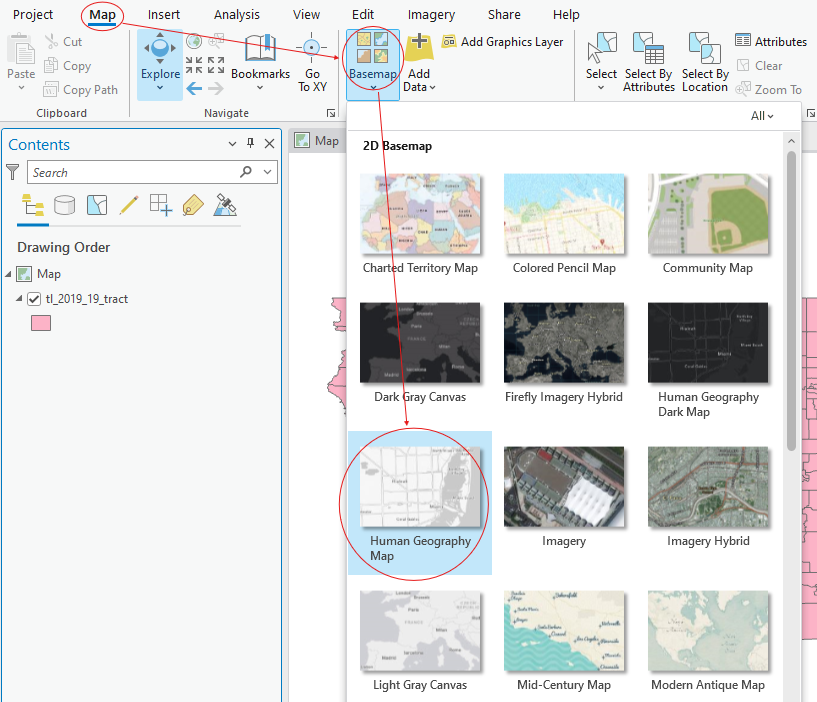 Project Map Insert Analysis View Edit Imagery Share Help
Paste
Cut
Copy
Copy Path
Clipboard
Explore
Bookmarks
Go
To XY
Navigate
Basemap
Add
Data
Add Graphics Layer
Select
Select By
Attributes
Select By
Location
Attributes
Clear
Zoom To
Contents
Search
Drawing Order
Map
tl_2019_19_tract
Map
All
2D Basemap
Charted Territory Map
Colored Pencil Map
Community Map
Dark Gray Canvas
Firefly Imagery Hybrid
Human Geography
Dark Map
Human Geography
Map
Imagery
Imagery Hybrid
Light Gray Canvas
Mid-Century Map
Modern Antique Map